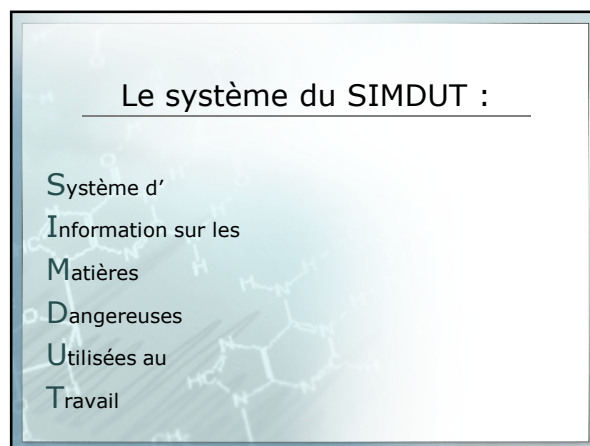 Le système du SIMDUT :
Système d’
Information sur les
Matières
Dangereuses
Utilisées au
Travail